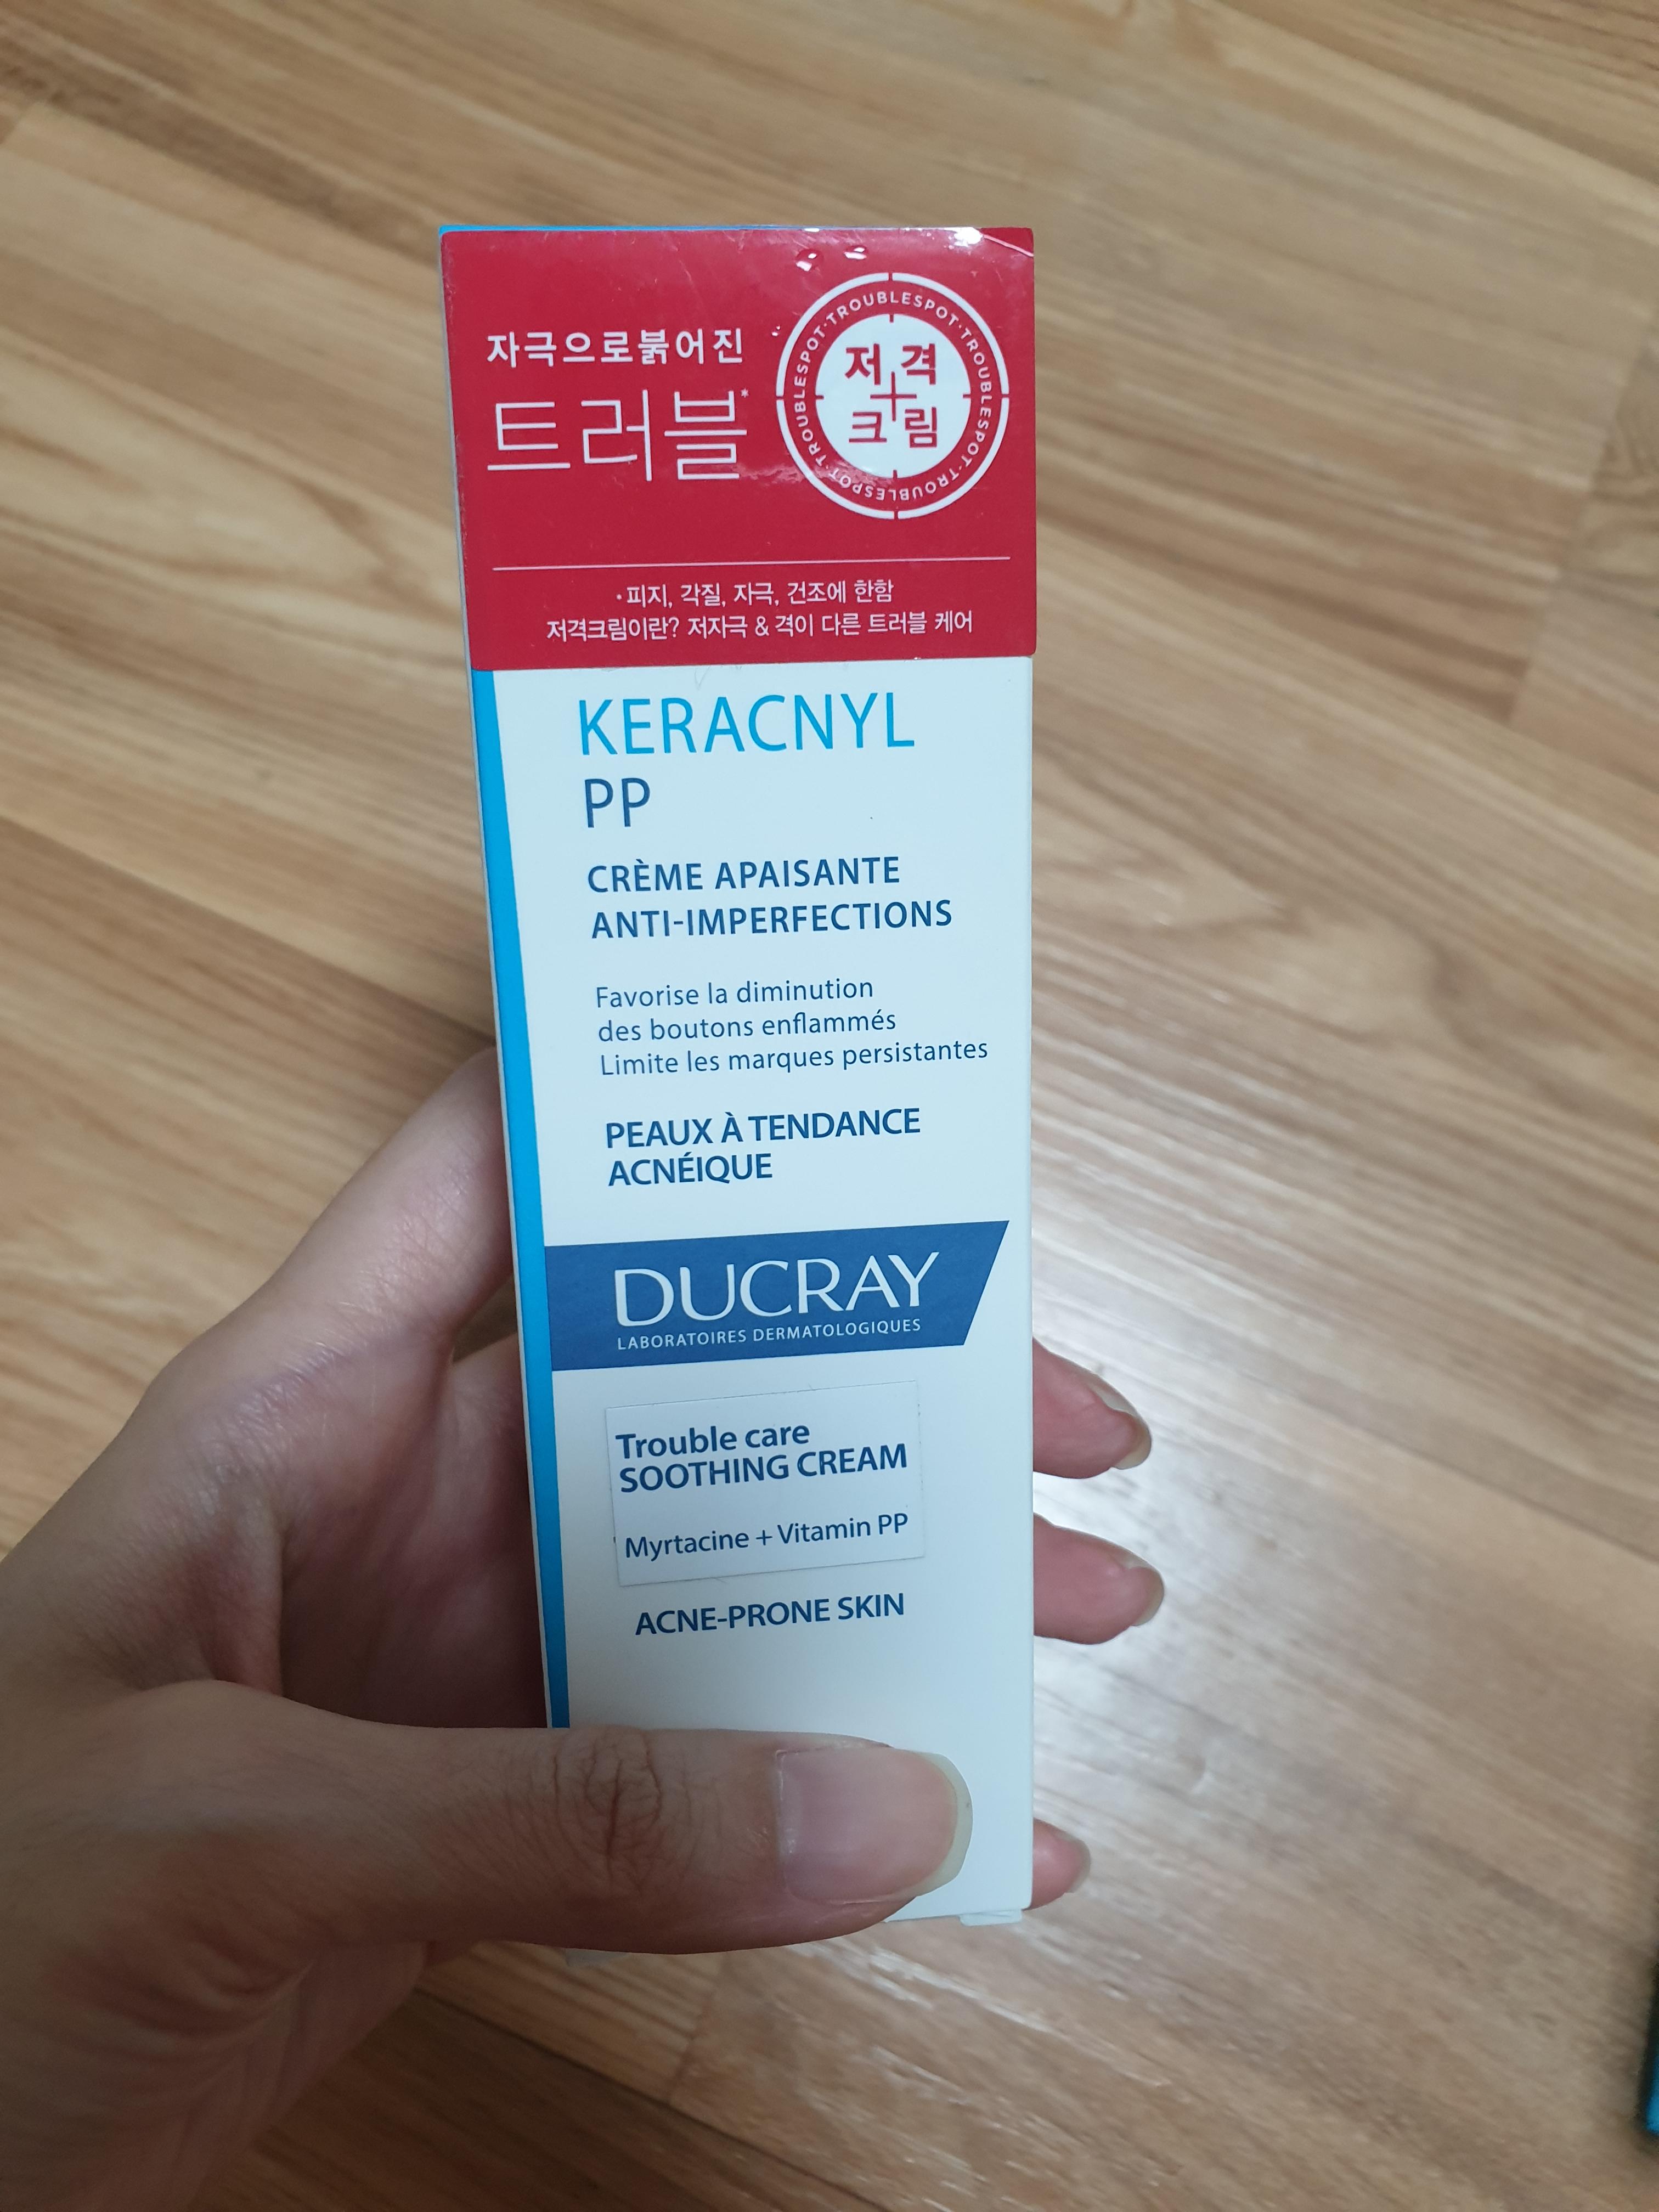 자극으로붉어진
트러블*
TROUBLESPOT·TROUBLESPOT·TROUBLESPOT·TROUBLESPOT·
저격
크림
·피지, 각질, 자극, 건조에 한함
저격크림이란? 저자극 & 격이 다른 트러블 케어
KERACNYL
PP
CRÈME APAISANTE
ANTI-IMPERFECTIONS
Favorise la diminution
des boutons enflammés
Limite les marques persistantes
PEAUX À TENDANCE
ACNÉIQUE
DUCRAY
LABORATOIRES DERMATOLOGIQUES
Trouble care
SOOTHING CREAM
Myrtacine + Vitamin PP
ACNE-PRONE SKIN